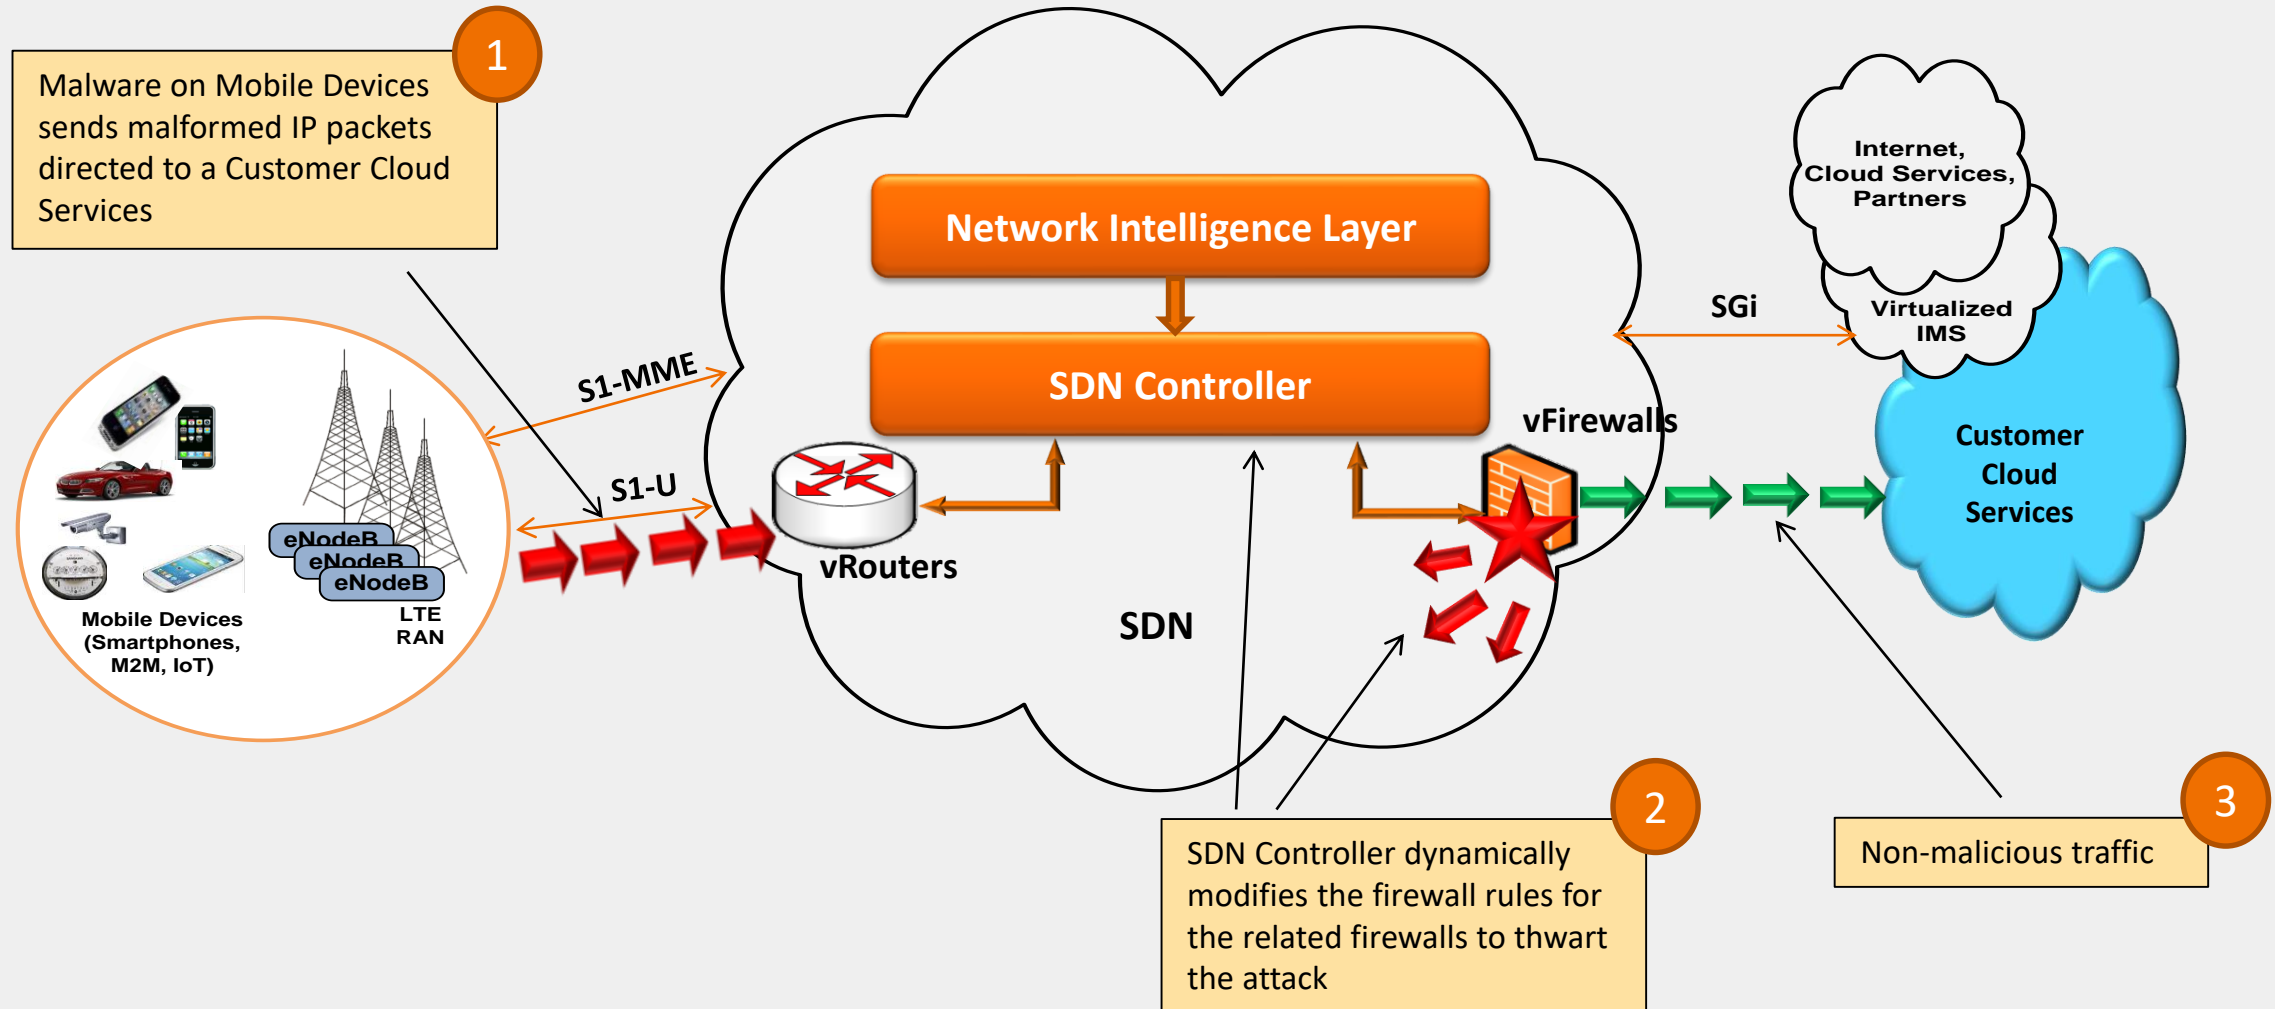 1
Malware on Mobile Devices
sends malformed IP packets
directed to a Customer Cloud
Services
Network Intelligence Layer
SDN Controller
S1-MME
S1-U
vRouters
vFirewalls
SDN
SGi
Internet,
Cloud Services,
Partners
Virtualized
IMS
Customer
Cloud
Services
eNodeB
eNodeB
eNodeB
LTE
RAN
Mobile Devices
(Smartphones,
M2M, IoT)
2
SDN Controller dynamically
modifies the firewall rules for
the related firewalls to thwart
the attack
3
Non-malicious traffic